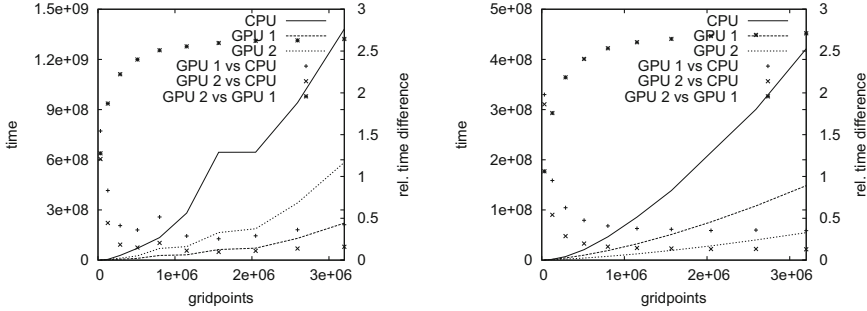 1.5e+09
1.2e+09
9e+08
6e+08
3e+08
0
time
0
1e+06
2e+06
3e+06
gridpoints
3
2.5
2
1.5
1
0.5
0
rel. time difference
CPU
GPU 1
GPU 2
GPU 1 vs CPU
GPU 2 vs CPU
GPU 2 vs GPU 1
5e+08
4e+08
3e+08
2e+08
1e+08
0
time
0
1e+06
2e+06
3e+06
gridpoints
3
2.5
2
1.5
1
0.5
0
rel. time difference
CPU
GPU 1
GPU 2
GPU 1 vs CPU
GPU 2 vs CPU
GPU 2 vs GPU 1